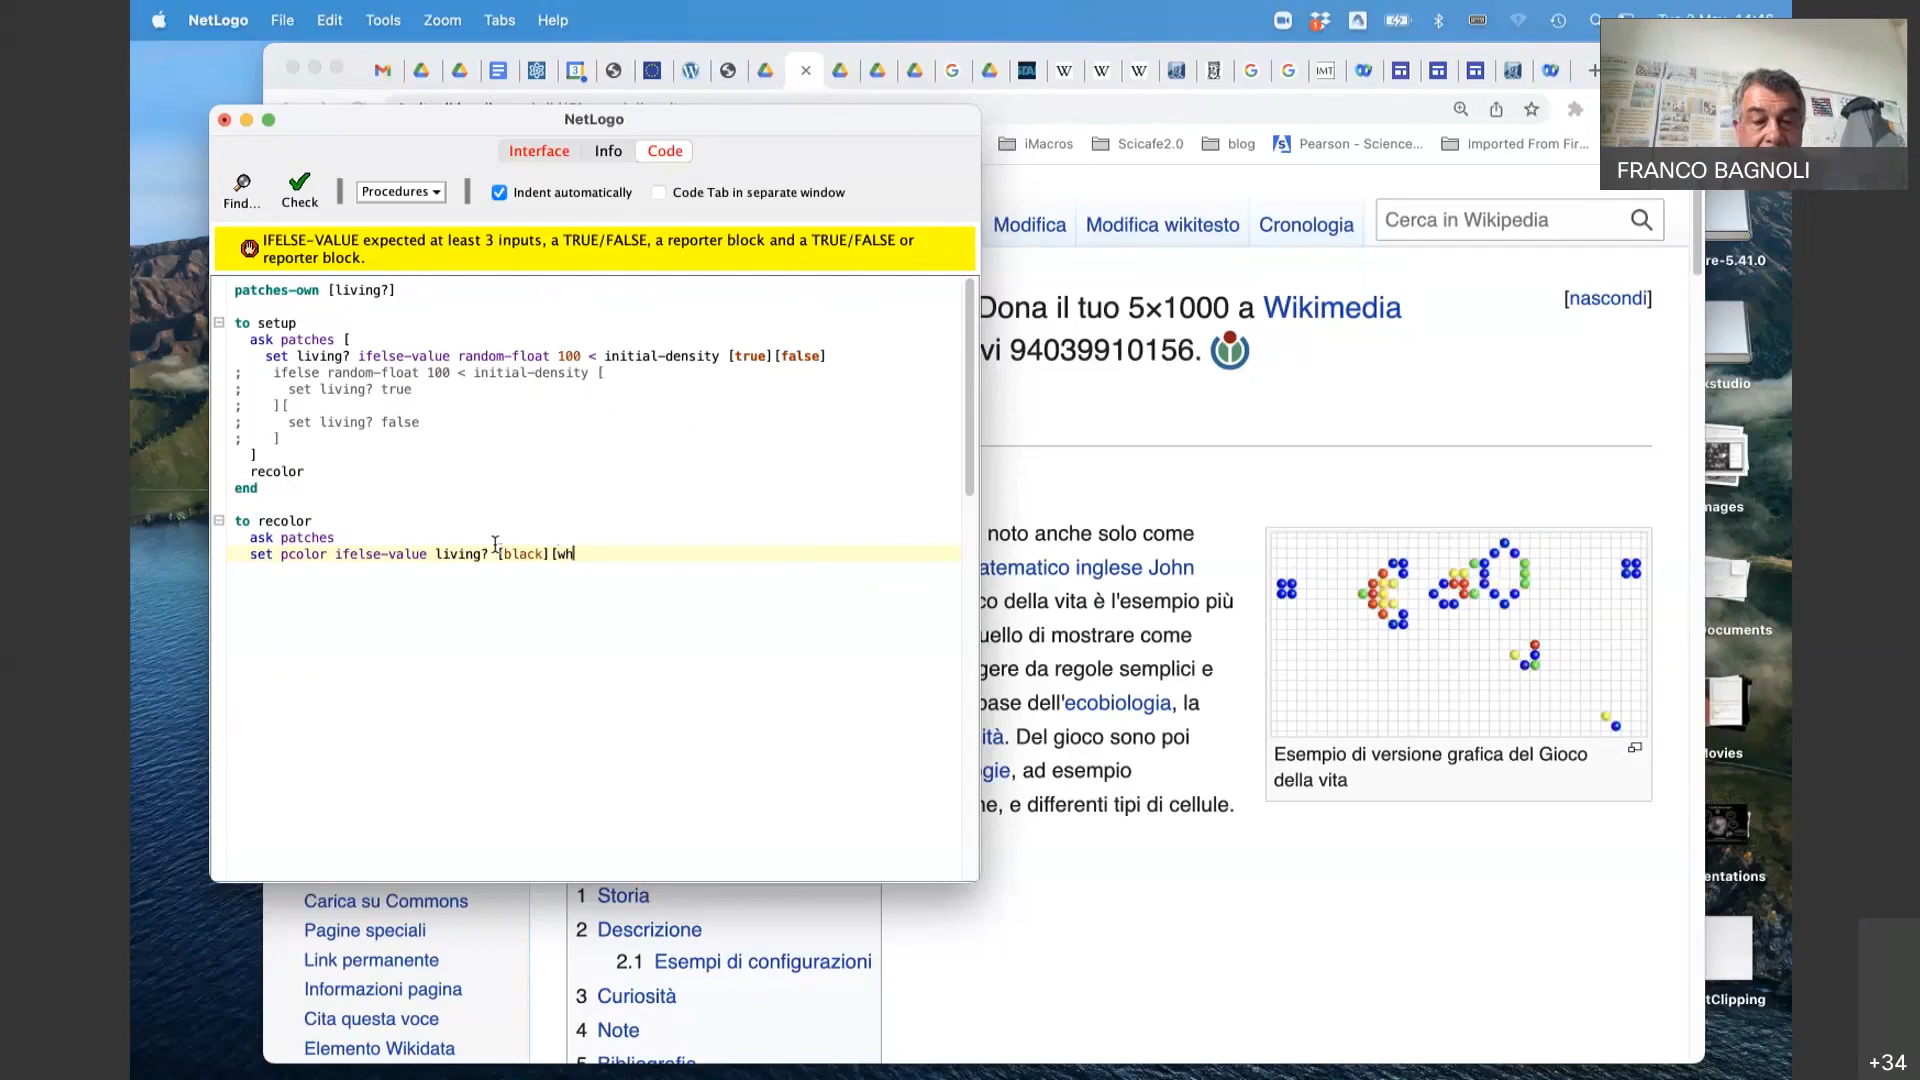 NetLogo File Edit Tools Zoom Tabs Help
NetLogo
Interface Info Code
Find... Check Procedures Indent automatically Code Tab in separate window
IFELSE-VALUE expected at least 3 inputs, a TRUE/FALSE, a reporter block and a TRUE/FALSE or
reporter block.
patches-own [living?]
to setup
ask patches [
set living? ifelse-value random-float 100 < initial-density [true][false]
; ifelse random-float 100 < initial-density [
; set living? true
; ][
; set living? false
; ]
]
recolor
end
to recolor
ask patches
set pcolor ifelse-value living? [black][wh
iMacros Scicafe2.0 blog Pearson - Science... Imported From Fir...
FRANCO BAGNOLI
Modifica Modifica wikitesto Cronologia Cerca in Wikipedia
Dona il tuo 5×1000 a Wikimedia
[nascondi]
vi 94039910156.
noto anche solo come
atematico inglese John
co della vita è l'esempio più
uello di mostrare come
gere da regole semplici e
base dell'ecobiologia, la
ità. Del gioco sono poi
gie, ad esempio
ne, e differenti tipi di cellule.
Esempio di versione grafica del Gioco
della vita
Carica su Commons
Pagine speciali
Link permanente
Informazioni pagina
Cita questa voce
Elemento Wikidata
1 Storia
2 Descrizione
2.1 Esempi di configurazioni
3 Curiosità
4 Note
5 Bibliografia
re-5.41.0
kstudio
mages
ocuments
Movies
entations
tClipping
+34